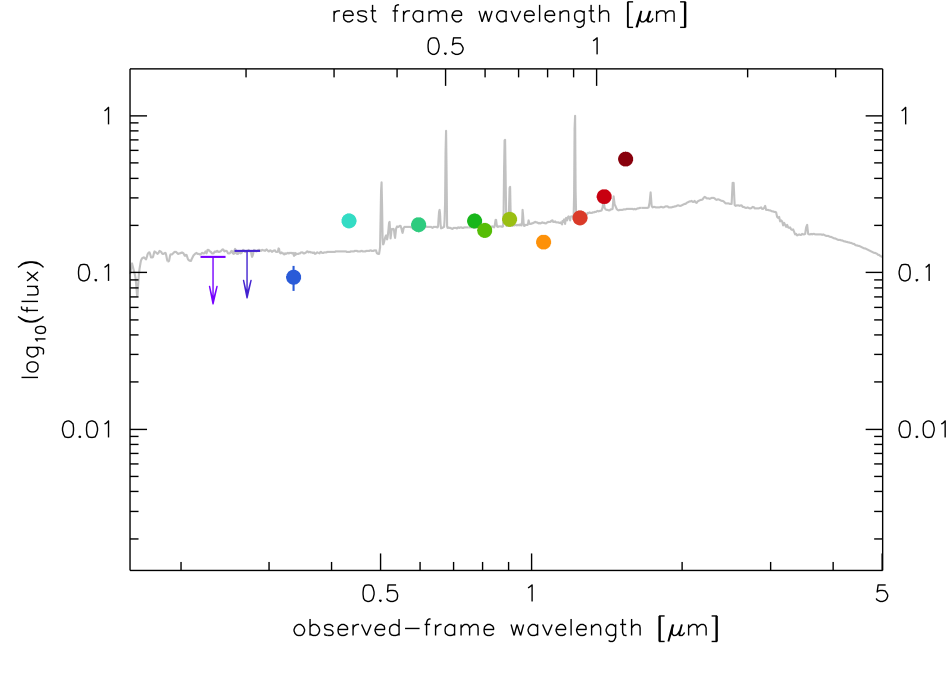 rest frame wavelength [μm]
0.5 1
1 1
0.1 0.1
log10(flux)
0.01 0.01
0.5 1 5
observed-frame wavelength [μm]